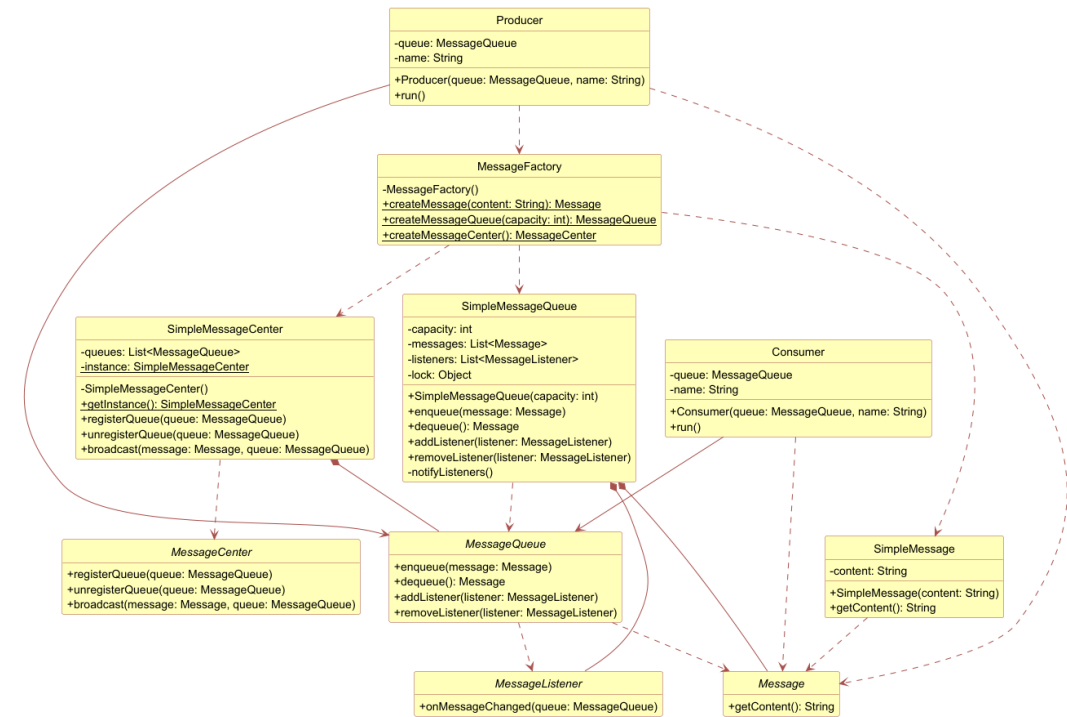 Producer
-queue: MessageQueue
-name: String
+Producer(queue: MessageQueue, name: String)
+run()
MessageFactory
-MessageFactory()
+createMessage(content: String): Message
+createMessageQueue(capacity: int): MessageQueue
+createMessageCenter(): MessageCenter
SimpleMessageCenter
-queues: List<MessageQueue>
-instance: SimpleMessageCenter
-SimpleMessageCenter()
+getInstance(): SimpleMessageCenter
+registerQueue(queue: MessageQueue)
+unregisterQueue(queue: MessageQueue)
+broadcast(message: Message, queue: MessageQueue)
SimpleMessageQueue
-capacity: int
-messages: List<Message>
-listeners: List<MessageListener>
-lock: Object
+SimpleMessageQueue(capacity: int)
+enqueue(message: Message)
+dequeue(): Message
+addListener(listener: MessageListener)
+removeListener(listener: MessageListener)
-notifyListeners()
Consumer
-queue: MessageQueue
-name: String
+Consumer(queue: MessageQueue, name: String)
+run()
MessageCenter
+registerQueue(queue: MessageQueue)
+unregisterQueue(queue: MessageQueue)
+broadcast(message: Message, queue: MessageQueue)
MessageQueue
+enqueue(message: Message)
+dequeue(): Message
+addListener(listener: MessageListener)
+removeListener(listener: MessageListener)
SimpleMessage
-content: String
+SimpleMessage(content: String)
+getContent(): String
MessageListener
+onMessageChanged(queue: MessageQueue)
Message
+getContent(): String